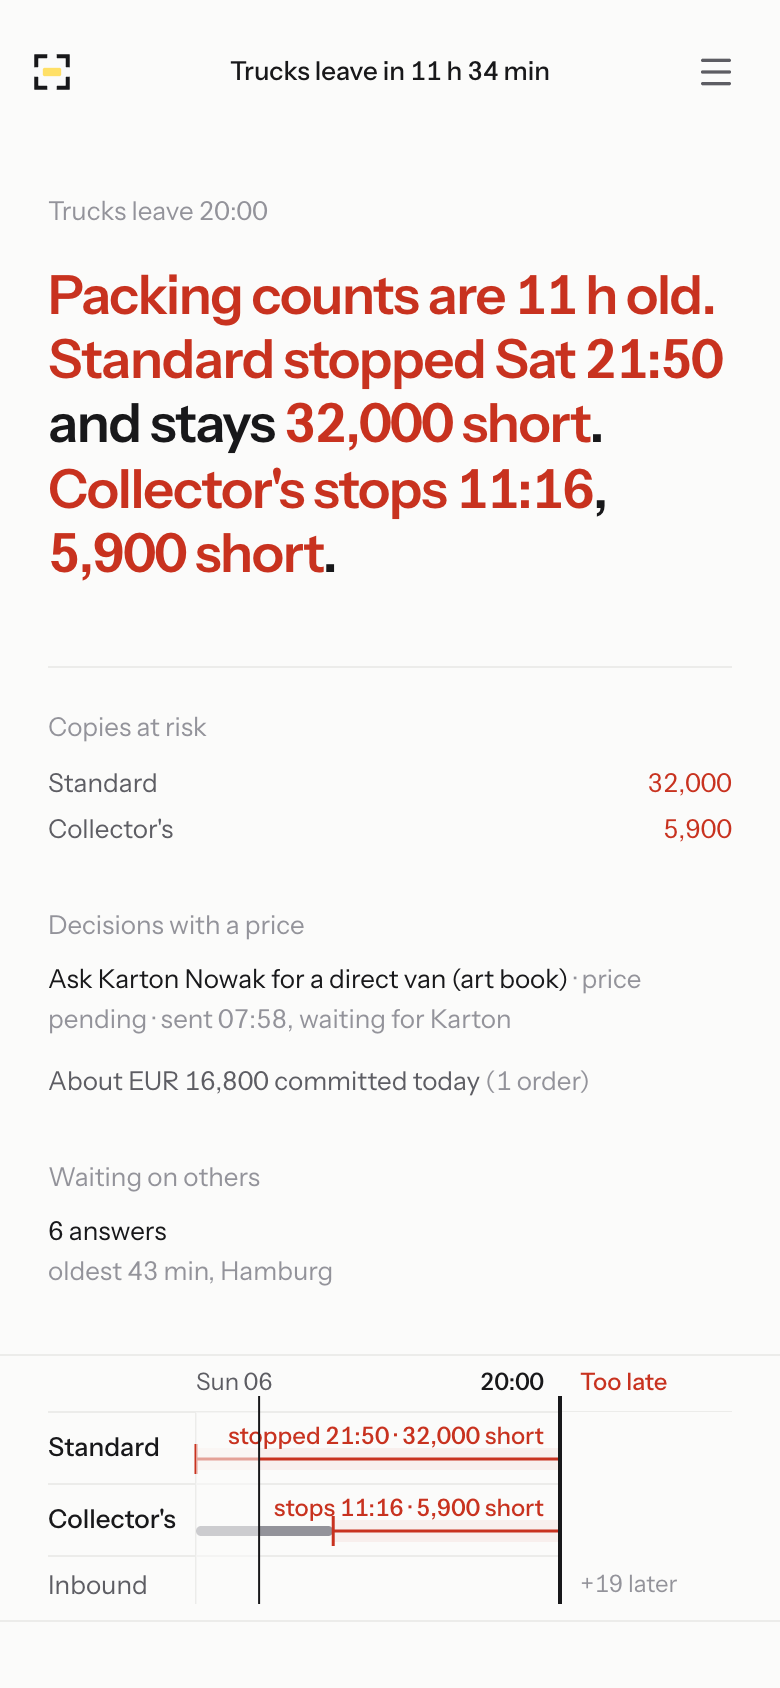 Trucks leave in 11 h 34 min
Trucks leave 20:00
Packing counts are 11 h old.
Standard stopped Sat 21:50
and stays 32,000 short.
Collector's stops 11:16,
5,900 short.
Copies at risk
Standard 32,000
Collector's 5,900
Decisions with a price
Ask Karton Nowak for a direct van (art book) · price
pending · sent 07:58, waiting for Karton
About EUR 16,800 committed today (1 order)
Waiting on others
6 answers
oldest 43 min, Hamburg
Sun 06 20:00 Too late
Standard stopped 21:50 · 32,000 short
Collector's stops 11:16 · 5,900 short
Inbound +19 later